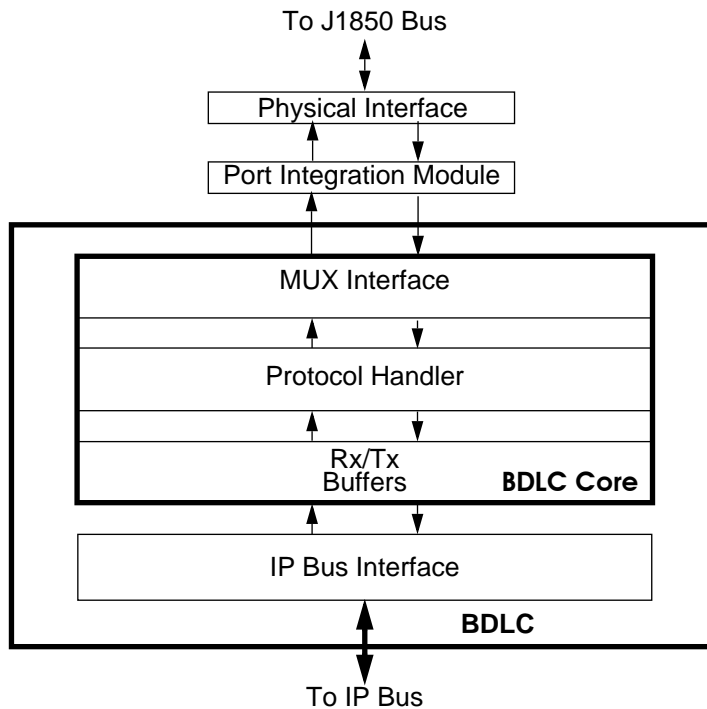 To J1850 Bus
Physical Interface
Port Integration Module
MUX Interface
Protocol Handler
Rx/Tx
Buffers
BDLC Core
IP Bus Interface
BDLC
To IP Bus